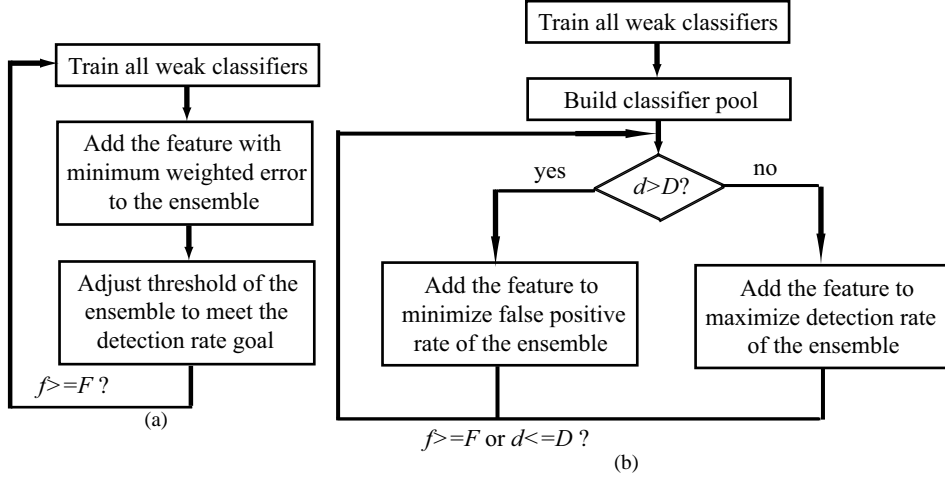 Train all weak classifiers
Add the feature with
minimum weighted error
to the ensemble
Adjust threshold of the
ensemble to meet the
detection rate goal
f>=F ?
(a)
Train all weak classifiers
Build classifier pool
d>D?
yes
no
Add the feature to
minimize false positive
rate of the ensemble
Add the feature to
maximize detection rate
of the ensemble
f>=F or d<=D ?
(b)